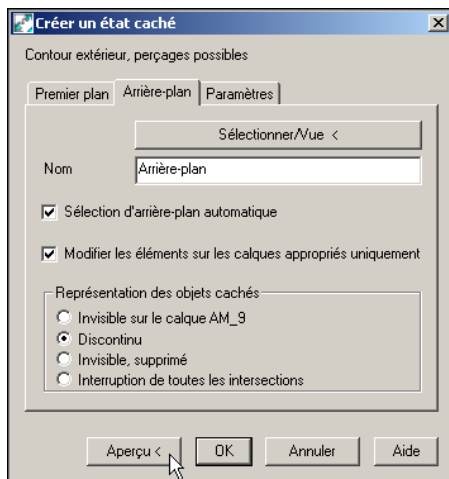 Créer un état caché
Contour extérieur, perçages possibles
Premier plan Arrière-plan Paramètres
Sélectionner/Vue <
Nom Arrière-plan
Sélection d'arrière-plan automatique
Modifier les éléments sur les calques appropriés uniquement
Représentation des objets cachés
Invisible sur le calque AM_9
Discontinu
Invisible, supprimé
Interruption de toutes les intersections
Aperçu < OK Annuler Aide